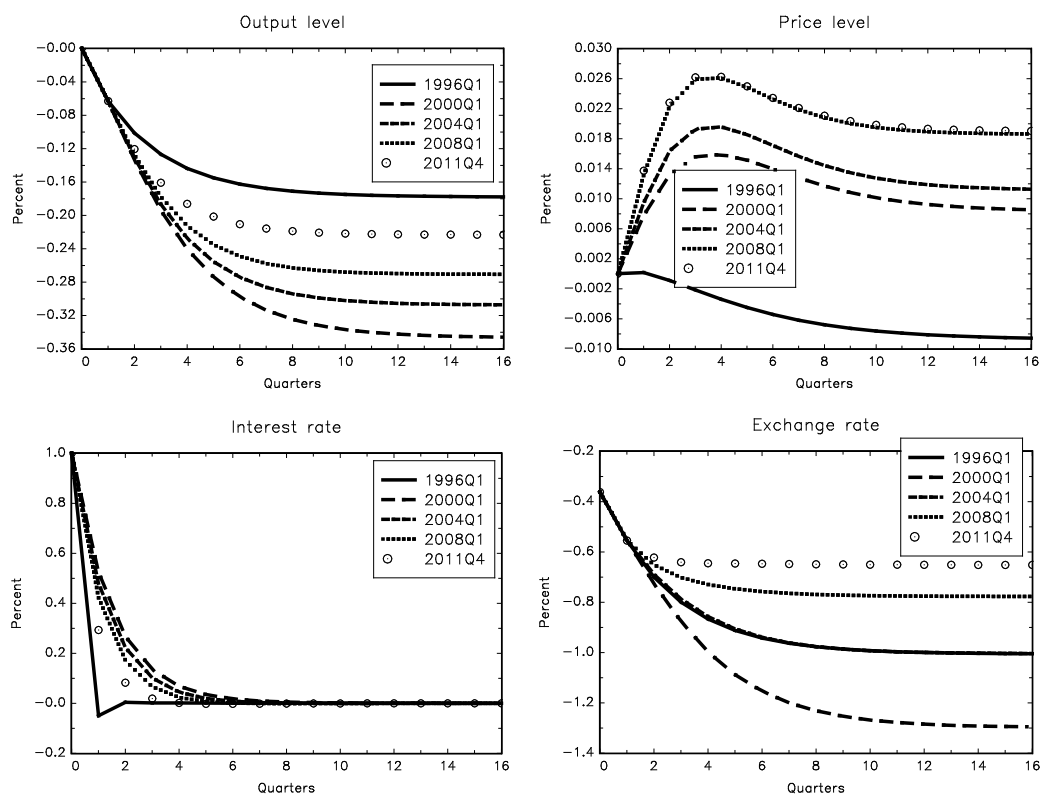 Output level
-0.00
-0.04
-0.08
-0.12
-0.16
-0.20
-0.24
-0.28
-0.32
-0.36
Percent
0 2 4 6 8 10 12 14 16
Quarters
1996Q1
2000Q1
2004Q1
2008Q1
2011Q4
Price level
0.030
0.026
0.022
0.018
0.014
0.010
0.006
0.002
-0.002
-0.006
-0.010
Percent
0 2 4 6 8 10 12 14 16
Quarters
1996Q1
2000Q1
2004Q1
2008Q1
2011Q4
Interest rate
1.0
0.8
0.6
0.4
0.2
-0.0
-0.2
Percent
0 2 4 6 8 10 12 14 16
Quarters
1996Q1
2000Q1
2004Q1
2008Q1
2011Q4
Exchange rate
-0.2
-0.4
-0.6
-0.8
-1.0
-1.2
-1.4
Percent
0 2 4 6 8 10 12 14 16
Quarters
1996Q1
2000Q1
2004Q1
2008Q1
2011Q4